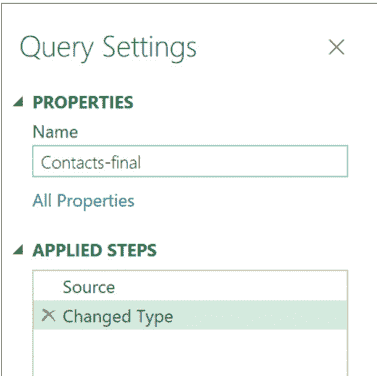 Query Settings
PROPERTIES
Name
Contacts-final
All Properties
APPLIED STEPS
Source
Changed Type